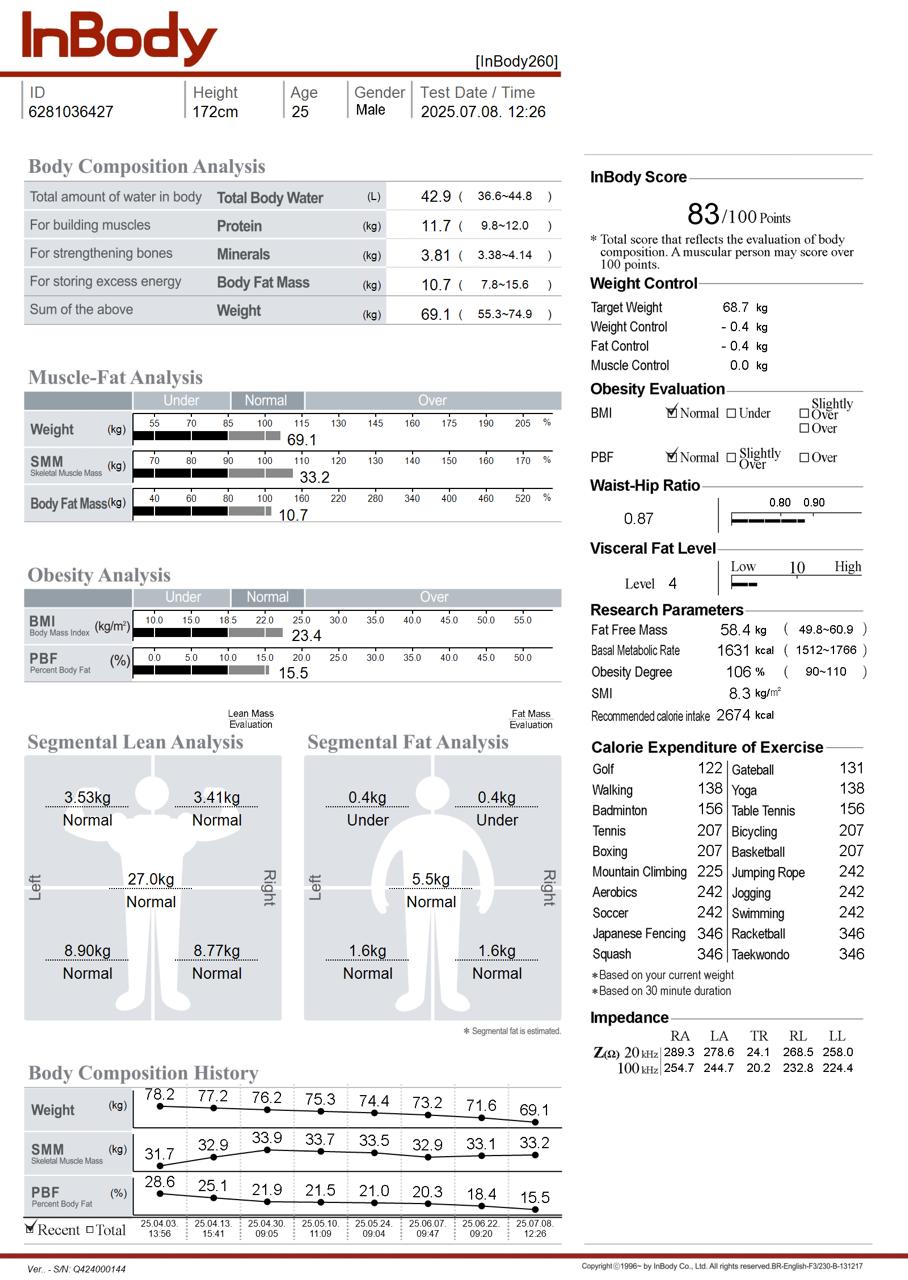 InBody
[InBody260]
ID Height Age Gender Test Date / Time
6281036427 172cm 25 Male 2025.07.08. 12:26
Body Composition Analysis
Total amount of water in body Total Body Water (L) 42.9 ( 36.6~44.8 )
For building muscles Protein (kg) 11.7 ( 9.8~12.0 )
For strengthening bones Minerals (kg) 3.81 ( 3.38~4.14 )
For storing excess energy Body Fat Mass (kg) 10.7 ( 7.8~15.6 )
Sum of the above Weight (kg) 69.1 ( 55.3~74.9 )
Muscle-Fat Analysis
Under Normal Over
Weight (kg) 55 70 85 100 115 130 145 160 175 190 205 %
69.1
SMM (kg) 70 80 90 100 110 120 130 140 150 160 170 %
Skeletal Muscle Mass 33.2
Body Fat Mass (kg) 40 60 80 100 160 220 280 340 400 460 520 %
10.7
Obesity Analysis
Under Normal Over
BMI (kg/m²) 10.0 15.0 18.5 22.0 25.0 30.0 35.0 40.0 45.0 50.0 55.0
Body Mass Index 23.4
PBF (%) 0.0 5.0 10.0 15.0 20.0 25.0 30.0 35.0 40.0 45.0 50.0
Percent Body Fat 15.5
Lean Mass
Evaluation
Segmental Lean Analysis
3.53kg 3.41kg
Normal Normal
27.0kg
Normal
Left Right
8.90kg 8.77kg
Normal Normal
Fat Mass
Evaluation
Segmental Fat Analysis
0.4kg 0.4kg
Under Under
5.5kg
Normal
Left Right
1.6kg 1.6kg
Normal Normal
* Segmental fat is estimated.
Body Composition History
Weight (kg) 78.2 77.2 76.2 75.3 74.4 73.2 71.6 69.1
SMM (kg) 31.7 32.9 33.9 33.7 33.5 32.9 33.1 33.2
Skeletal Muscle Mass
PBF (%) 28.6 25.1 21.9 21.5 21.0 20.3 18.4 15.5
Percent Body Fat
Recent Total 25.04.03. 25.04.13. 25.04.30. 25.05.10. 25.05.24. 25.06.07. 25.06.22. 25.07.08.
13:56 15:41 09:05 11:09 09:04 09:47 09:20 12:26
InBody Score
83/100 Points
* Total score that reflects the evaluation of body
composition. A muscular person may score over
100 points.
Weight Control
Target Weight 68.7 kg
Weight Control - 0.4 kg
Fat Control - 0.4 kg
Muscle Control 0.0 kg
Obesity Evaluation
BMI Normal Under Slightly Over
Over
PBF Normal Slightly Over Over
Waist-Hip Ratio
0.80 0.90
0.87
Visceral Fat Level
Low 10 High
Level 4
Research Parameters
Fat Free Mass 58.4 kg ( 49.8~60.9 )
Basal Metabolic Rate 1631 kcal ( 1512~1766 )
Obesity Degree 106 % ( 90~110 )
SMI 8.3 kg/m²
Recommended calorie intake 2674 kcal
Calorie Expenditure of Exercise
Golf 122 Gateball 131
Walking 138 Yoga 138
Badminton 156 Table Tennis 156
Tennis 207 Bicycling 207
Boxing 207 Basketball 207
Mountain Climbing 225 Jumping Rope 242
Aerobics 242 Jogging 242
Soccer 242 Swimming 242
Japanese Fencing 346 Racketball 346
Squash 346 Taekwondo 346
*Based on your current weight
*Based on 30 minute duration
Impedance
RA LA TR RL LL
Z(Ω) 20 kHz 289.3 278.6 24.1 268.5 258.0
100 kHz 254.7 244.7 20.2 232.8 224.4
Ver.. - S/N: Q424000144
Copyright©1996~ by InBody Co., Ltd. All rights reserved.BR-English-F3/230-B-131217